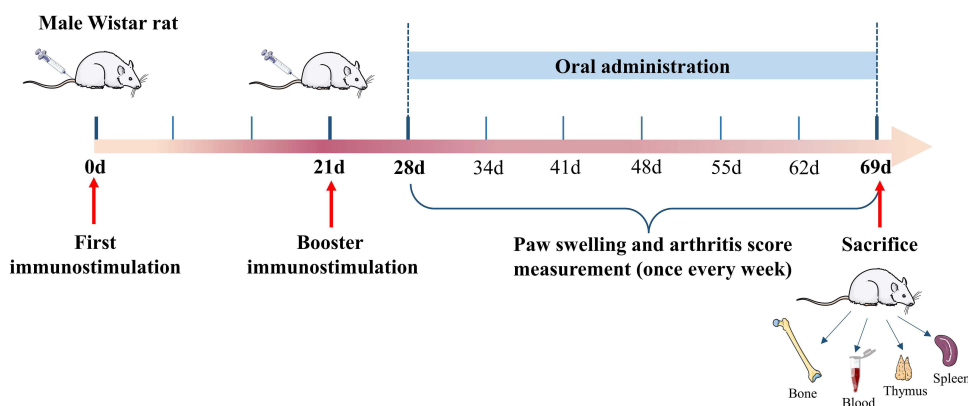 Male Wistar rat
Oral administration
0d
21d
28d
34d
41d
48d
55d
62d
69d
First
immunostimulation
Booster
immunostimulation
Paw swelling and arthritis score
measurement (once every week)
Sacrifice
Bone
Blood
Thymus
Spleen